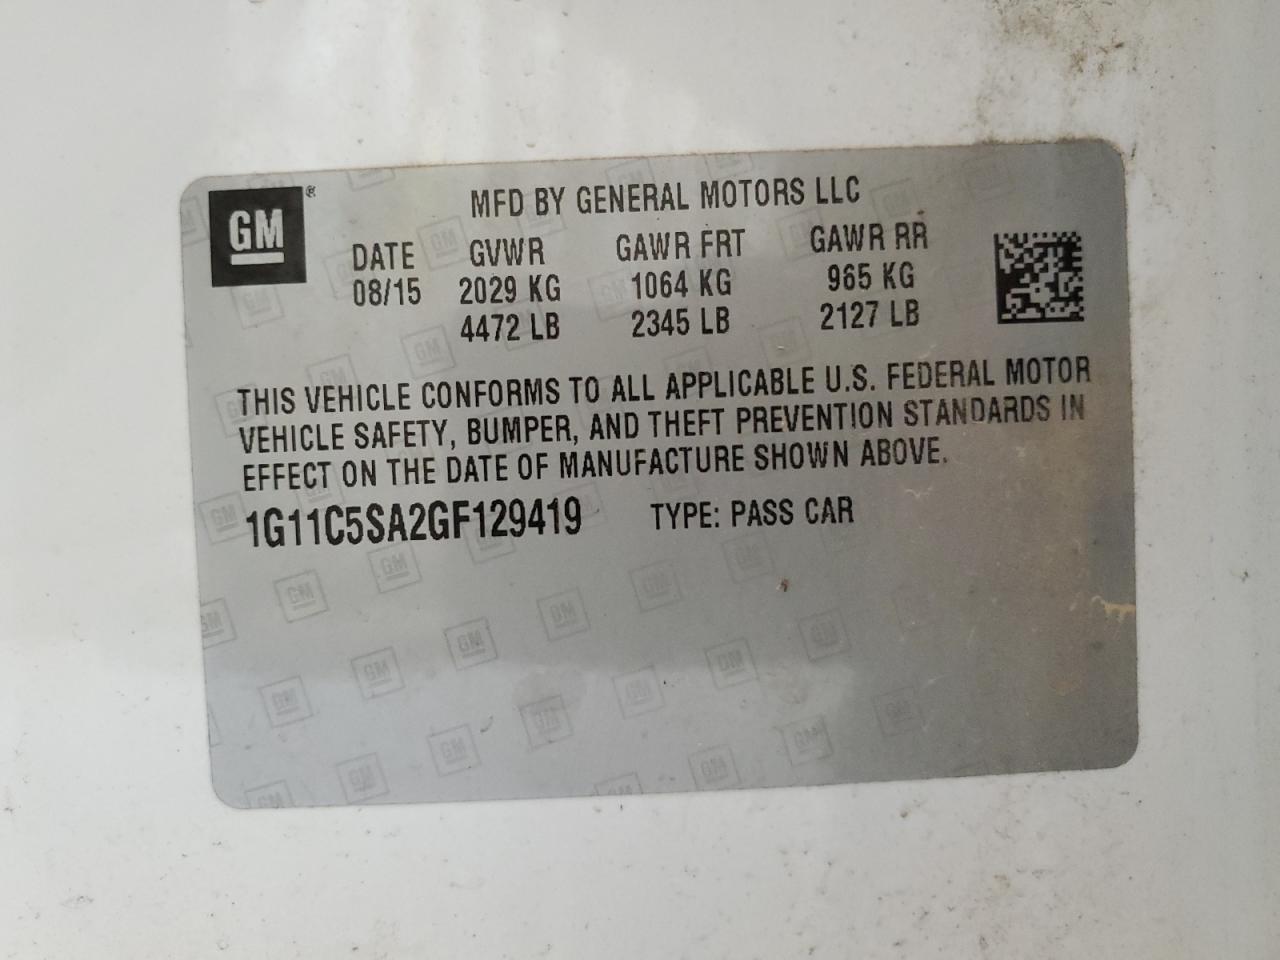 GM ®
MFD BY GENERAL MOTORS LLC
DATE GVWR GAWR FRT GAWR RR
08/15 2029 KG 1064 KG 965 KG
4472 LB 2345 LB 2127 LB
THIS VEHICLE CONFORMS TO ALL APPLICABLE U.S. FEDERAL MOTOR
VEHICLE SAFETY, BUMPER, AND THEFT PREVENTION STANDARDS IN
EFFECT ON THE DATE OF MANUFACTURE SHOWN ABOVE.
1G11C5SA2GF129419 TYPE: PASS CAR